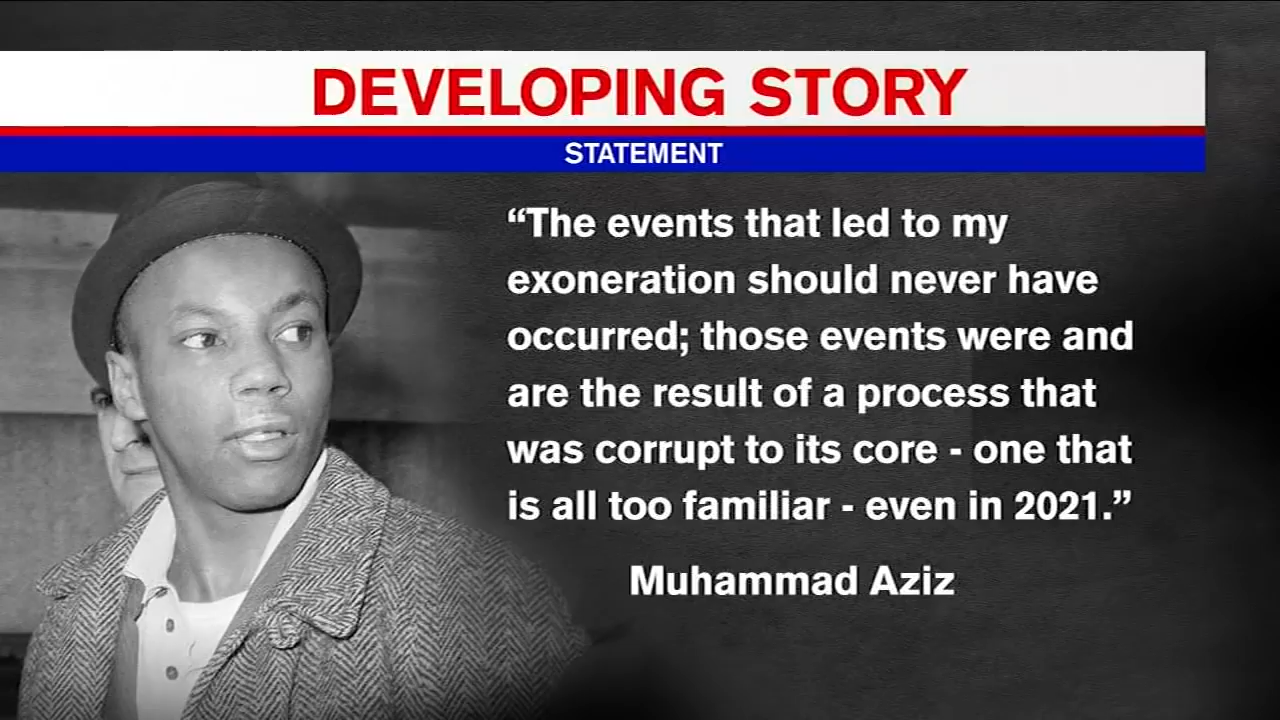 DEVELOPING STORY
STATEMENT
“The events that led to my
exoneration should never have
occurred; those events were and
are the result of a process that
was corrupt to its core - one that
is all too familiar - even in 2021.”
Muhammad Aziz